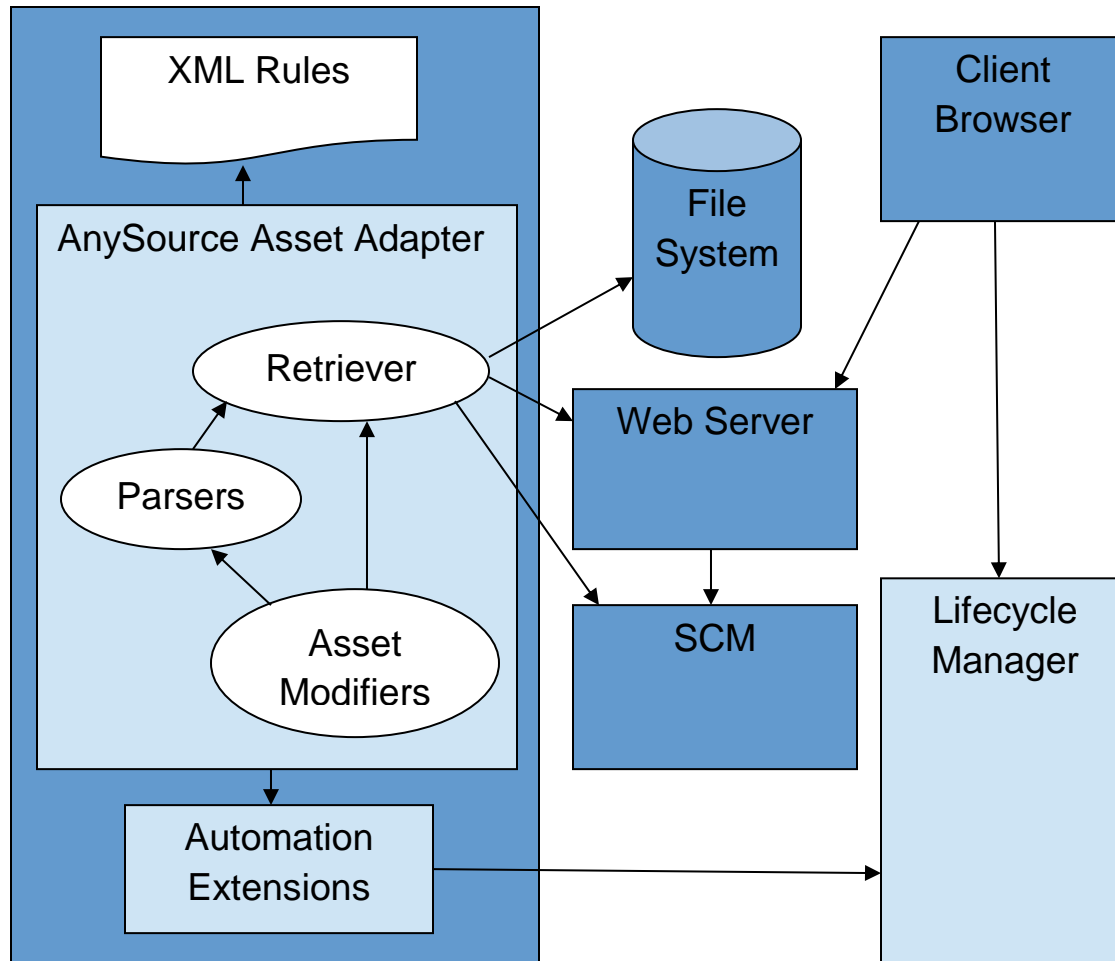 XML Rules
AnySource Asset Adapter
Retriever
Parsers
Asset
Modifiers
Automation
Extensions
File
System
Web Server
SCM
Client
Browser
Lifecycle
Manager